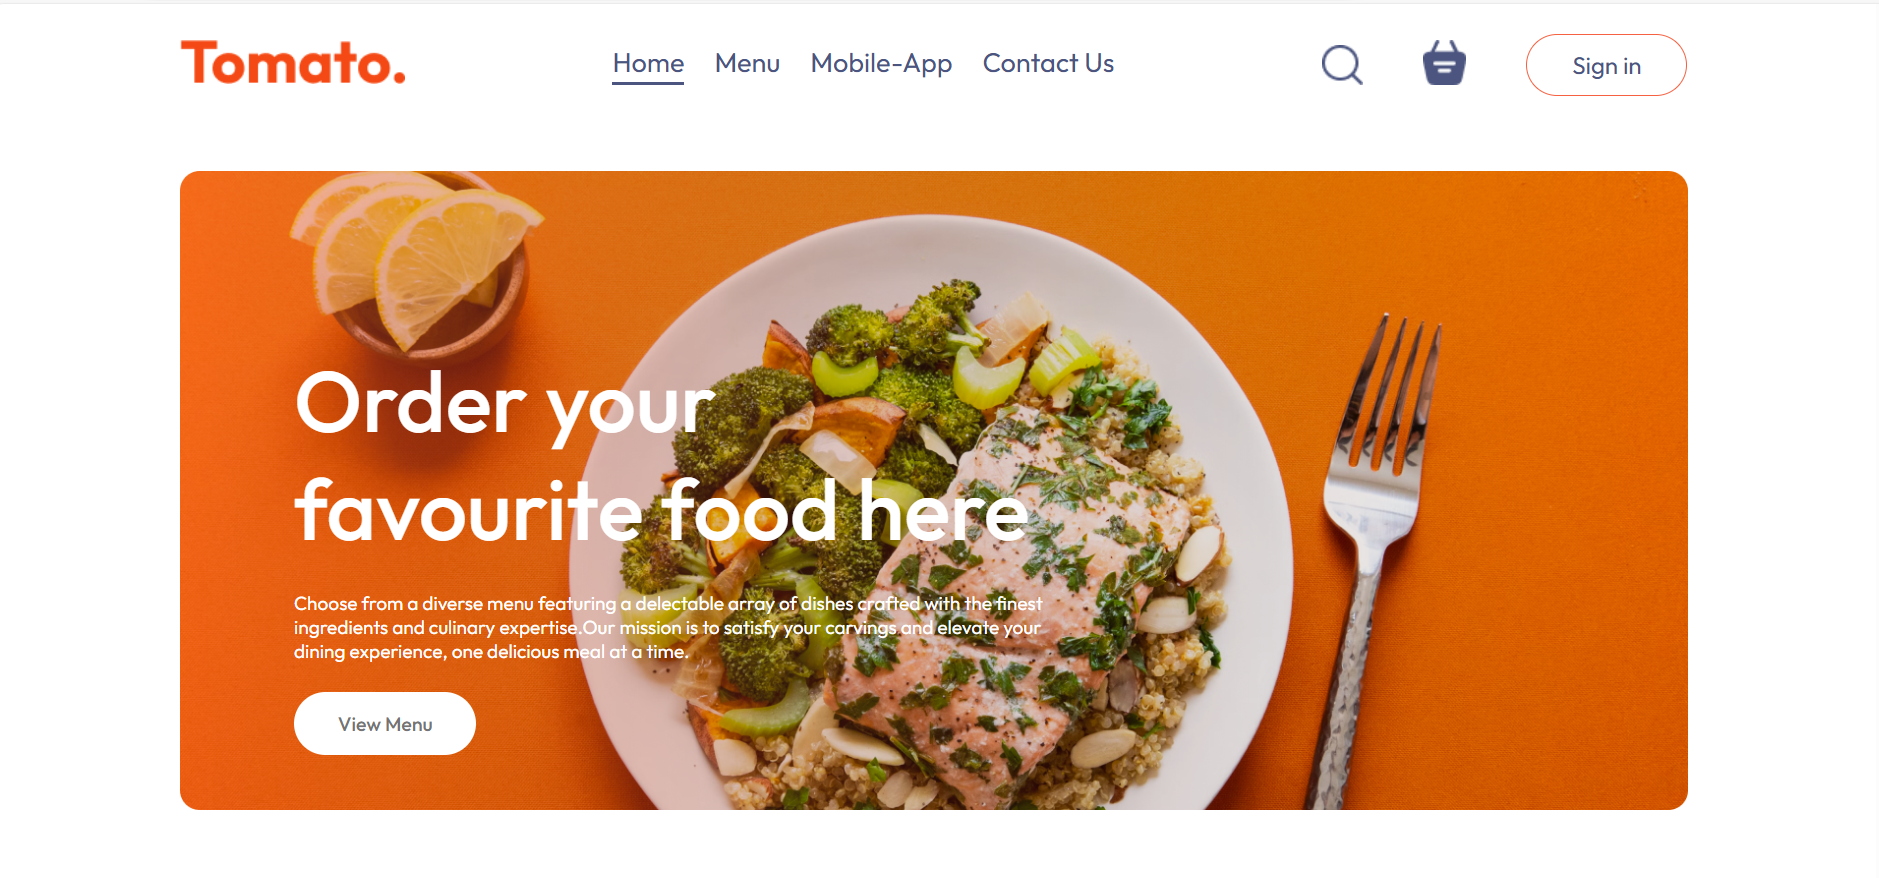 Tomato.
Home Menu Mobile-App Contact Us
Sign in
Order your
favourite food here
Choose from a diverse menu featuring a delectable array of dishes crafted with the finest
ingredients and culinary expertise.Our mission is to satisfy your carvings and elevate your
dining experience, one delicious meal at a time.
View Menu